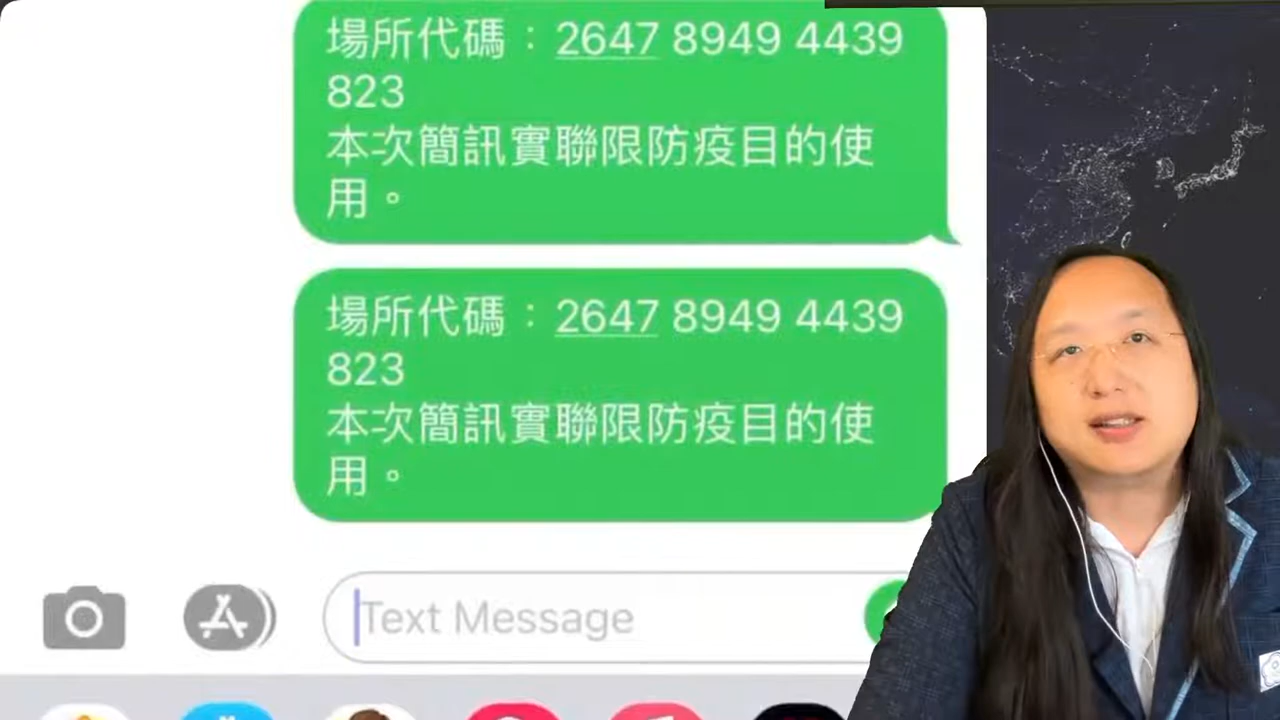 場所代碼：2647 8949 4439
823
本次簡訊實聯限防疫目的使
用。
場所代碼：2647 8949 4439
823
本次簡訊實聯限防疫目的使
用。
Text Message